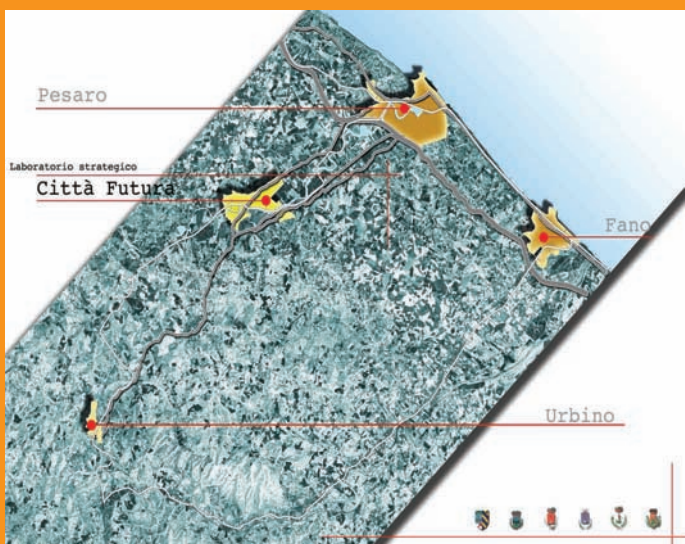 Pesaro
Laboratorio strategico
Città Futura
Fano
Urbino